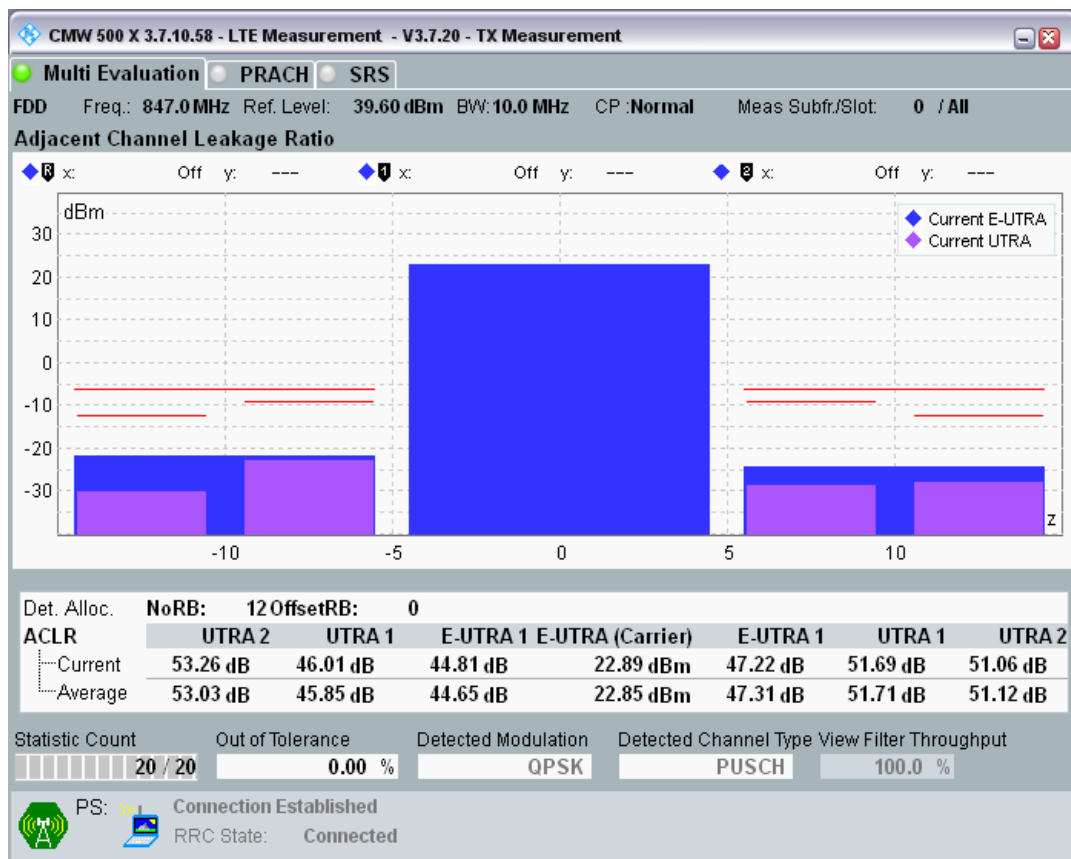 CMW 500 X 3.7.10.58 - LTE Measurement - V3.7.20 - TX Measurement
Multi Evaluation PRACH SRS
FDD Freq.: 847.0 MHz Ref. Level: 39.60 dBm BW: 10.0 MHz CP :Normal Meas Subfr./Slot: 0 / All
Adjacent Channel Leakage Ratio
R x: Off y: --- 1 x: Off y: --- 2 x: Off y: ---
dBm
Current E-UTRA
Current UTRA
30
20
10
0
-10
-20
-30
z
-10 -5 0 5 10
Det. Alloc. NoRB: 12 OffsetRB: 0
ACLR UTRA 2 UTRA 1 E-UTRA 1 E-UTRA (Carrier) E-UTRA 1 UTRA 1 UTRA 2
Current 53.26 dB 46.01 dB 44.81 dB 22.89 dBm 47.22 dB 51.69 dB 51.06 dB
Average 53.03 dB 45.85 dB 44.65 dB 22.85 dBm 47.31 dB 51.71 dB 51.12 dB
Statistic Count Out of Tolerance Detected Modulation Detected Channel Type View Filter Throughput
20 / 20 0.00 % QPSK PUSCH 100.0 %
PS: Connection Established
RRC State: Connected